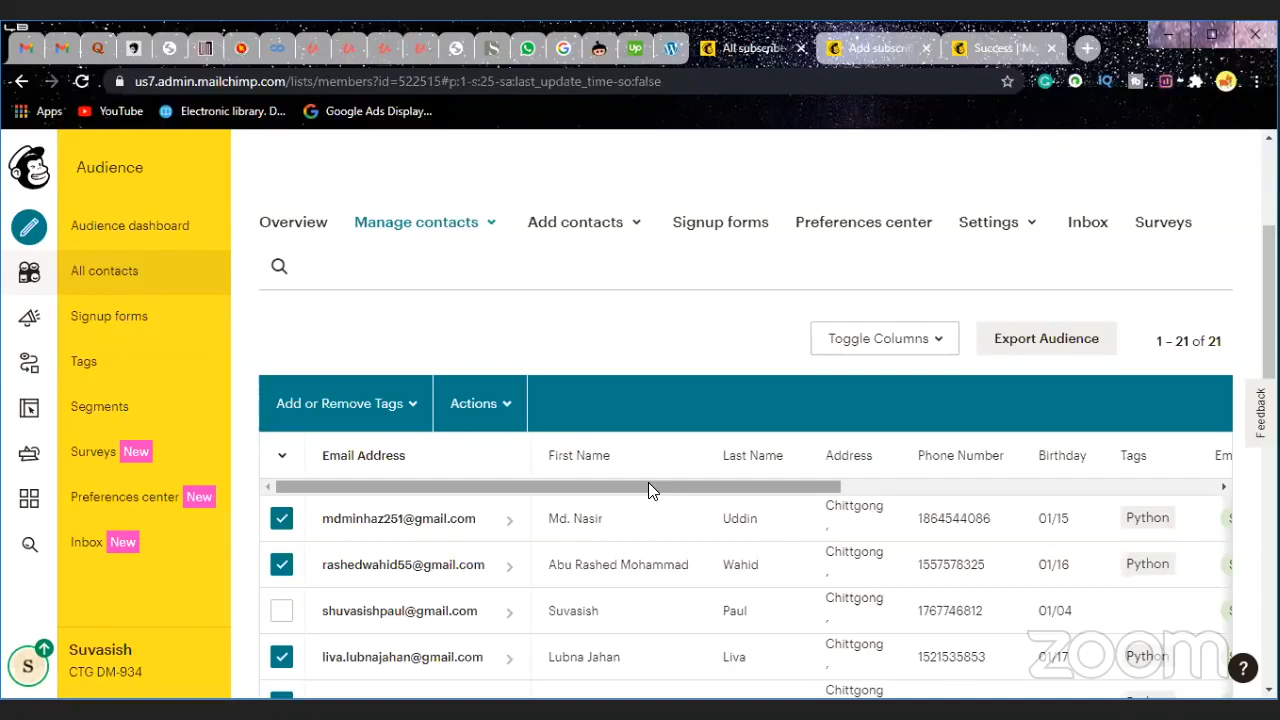 All subscrib
Add subscri
Success | Ma
us7.admin.mailchimp.com/lists/members?id=522515#p:1-s:25-sa:last_update_time-so:false
Apps
YouTube
Electronic library. D...
Google Ads Display...
Audience
Audience dashboard
All contacts
Signup forms
Tags
Segments
Surveys New
Preferences center New
Inbox New
Suvasish
CTG DM-934
S
Overview
Manage contacts
Add contacts
Signup forms
Preferences center
Settings
Inbox
Surveys
Toggle Columns
Export Audience
1 – 21 of 21
Add or Remove Tags
Actions
Email Address First Name Last Name Address Phone Number Birthday Tags Em
mdminhaz251@gmail.com Md. Nasir Uddin Chittgong , 1864544086 01/15 Python
rashedwahid55@gmail.com Abu Rashed Mohammad Wahid Chittgong , 1557578325 01/16 Python
shuvasishpaul@gmail.com Suvasish Paul Chittgong , 1767746812 01/04
liva.lubnajahan@gmail.com Lubna Jahan Liva Chittgong , 1521535853 01/17 Python
Chittgong
Feedback
zoom
?